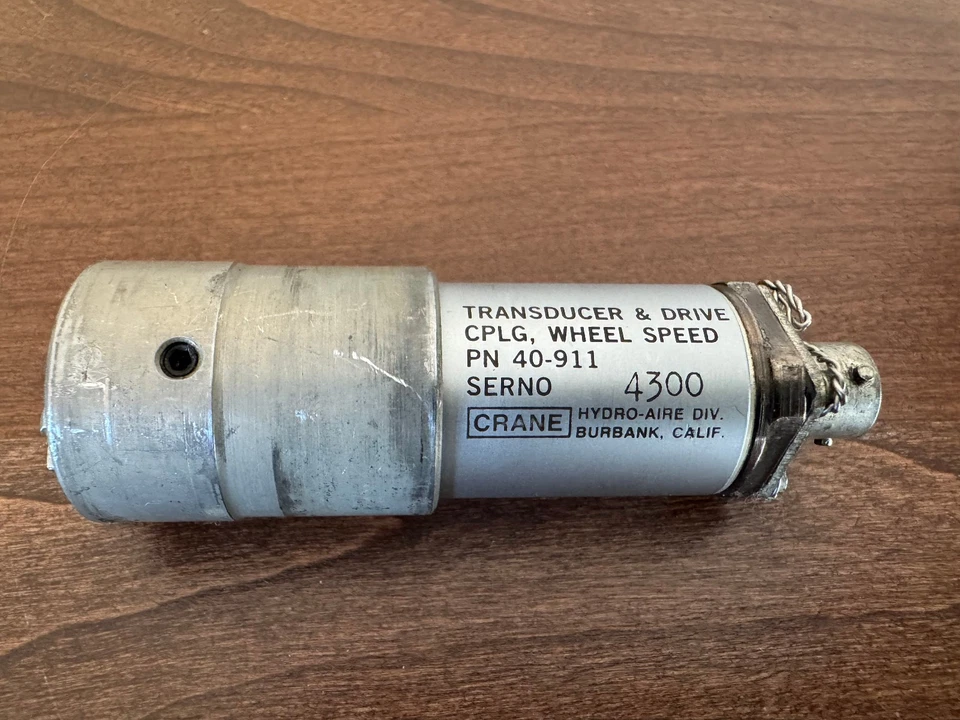 TRANSDUCER & DRIVE
CPLG, WHEEL SPEED
PN 40-911
SERNO 4300
CRANE HYDRO-AIRE DIV.
BURBANK, CALIF.